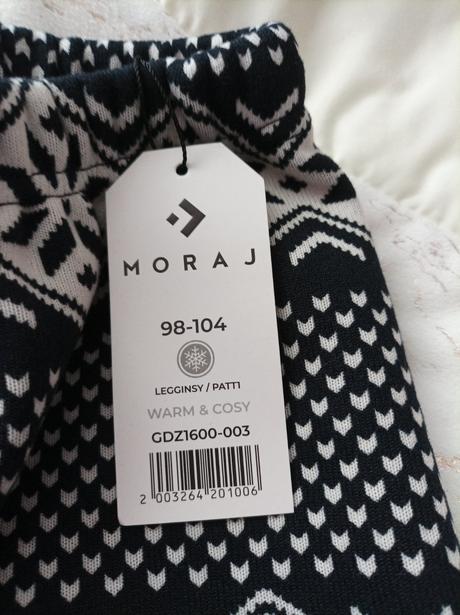 MORAJ
98-104
LEGGINSY / PATTI
WARM & COSY
GDZ1600-003
2 003264 201006